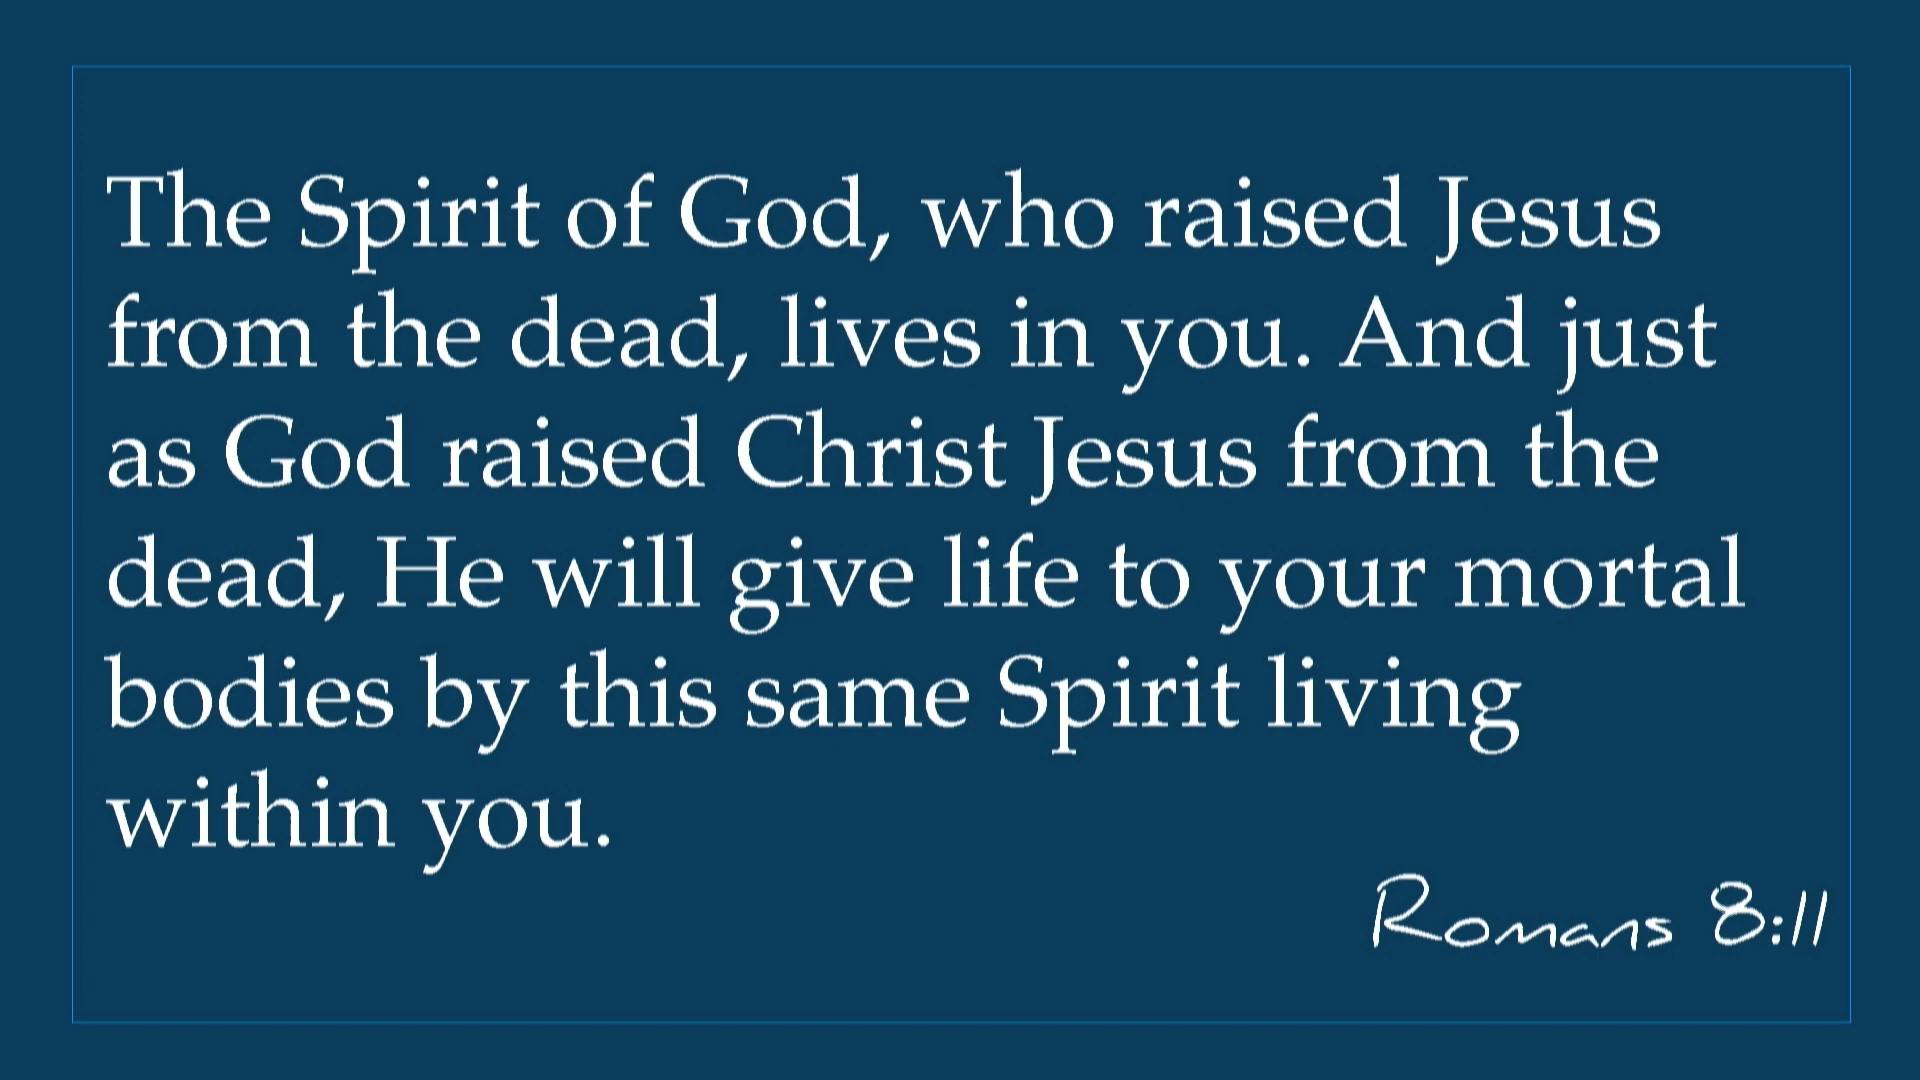 The Spirit of God, who raised Jesus
from the dead, lives in you. And just
as God raised Christ Jesus from the
dead, He will give life to your mortal
bodies by this same Spirit living
within you.
Romans 8:11